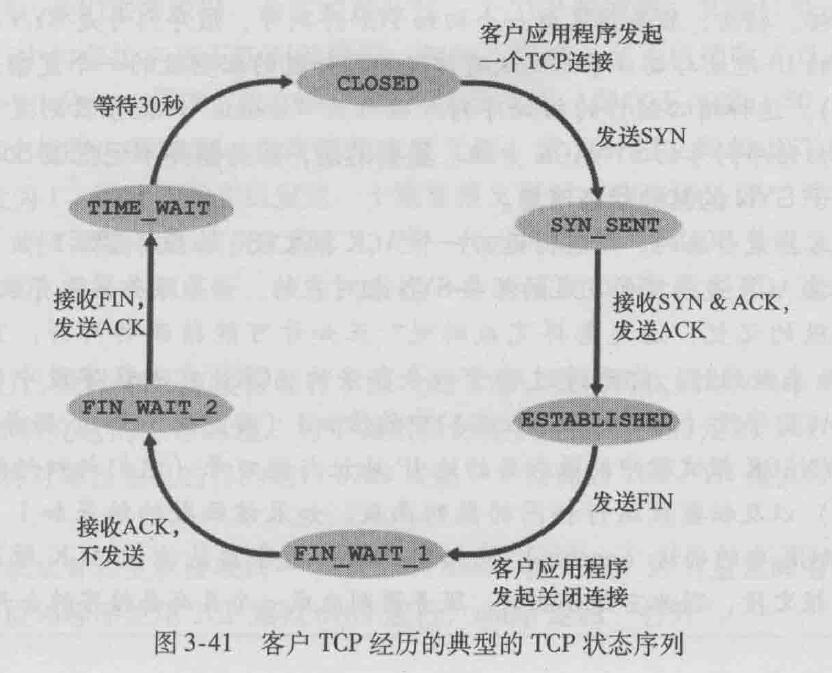 客户应用程序发起
一个TCP连接
CLOSED
等待30秒
发送SYN
TIME_WAIT
SYN_SENT
接收FIN,
发送ACK
接收SYN & ACK,
发送ACK
FIN_WAIT_2
ESTABLISHED
发送FIN
接收ACK,
不发送
FIN_WAIT_1
客户应用程序
发起关闭连接
图 3-41 客户 TCP 经历的典型的 TCP 状态序列